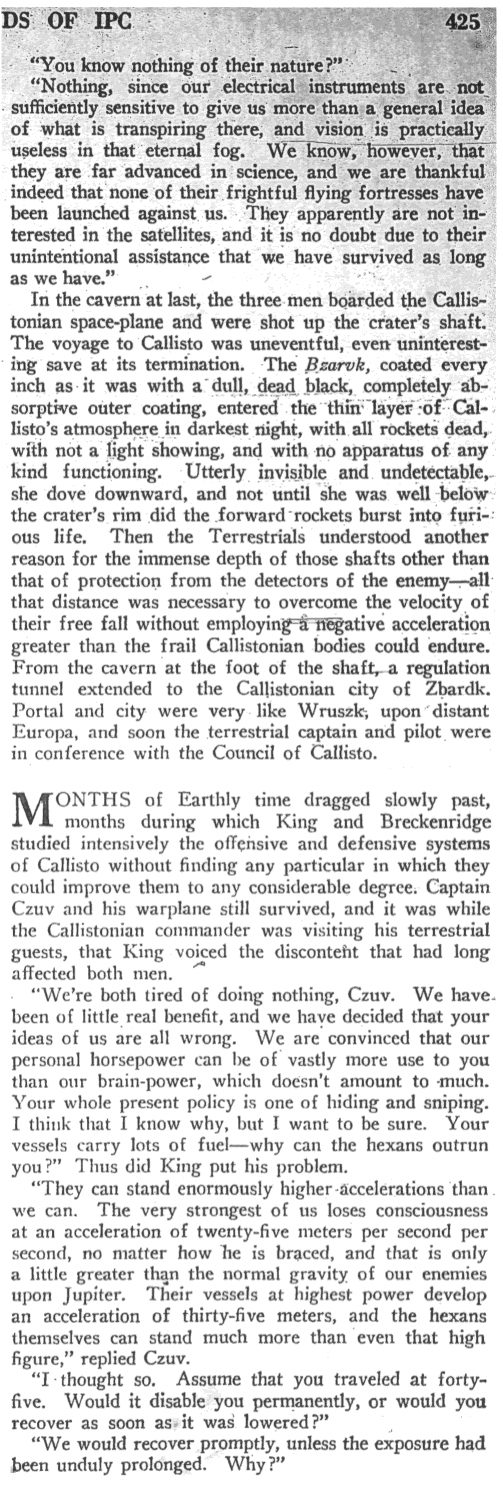 DS OF IPC 425
"You know nothing of their nature?"
"Nothing, since our electrical instruments are not
sufficiently sensitive to give us more than a general idea
of what is transpiring there, and vision is practically
useless in that eternal fog. We know, however, that
they are far advanced in science, and we are thankful
indeed that none of their frightful flying fortresses have
been launched against us. They apparently are not in-
terested in the satellites, and it is no doubt due to their
unintentional assistance that we have survived as long
as we have."
In the cavern at last, the three men boarded the Callis-
tonian space-plane and were shot up the crater's shaft.
The voyage to Callisto was uneventful, even uninterest-
ing save at its termination. The Bzarvk, coated every
inch as it was with a dull, dead black, completely ab-
sorptive outer coating, entered the thin layer of Cal-
listo's atmosphere in darkest night, with all rockets dead,
with not a light showing, and with no apparatus of any
kind functioning. Utterly invisible and undetectable,
she dove downward, and not until she was well below
the crater's rim did the forward rockets burst into furi-
ous life. Then the Terrestrials understood another
reason for the immense depth of those shafts other than
that of protection from the detectors of the enemy—all
that distance was necessary to overcome the velocity of
their free fall without employing a negative acceleration
greater than the frail Callistonian bodies could endure.
From the cavern at the foot of the shaft, a regulation
tunnel extended to the Callistonian city of Zbardk.
Portal and city were very like Wruszk, upon distant
Europa, and soon the terrestrial captain and pilot were
in conference with the Council of Callisto.
MONTHS of Earthly time dragged slowly past,
months during which King and Breckenridge
studied intensively the offensive and defensive systems
of Callisto without finding any particular in which they
could improve them to any considerable degree. Captain
Czuv and his warplane still survived, and it was while
the Callistonian commander was visiting his terrestrial
guests, that King voiced the discontent that had long
affected both men.
"We're both tired of doing nothing, Czuv. We have
been of little real benefit, and we have decided that your
ideas of us are all wrong. We are convinced that our
personal horsepower can be of vastly more use to you
than our brain-power, which doesn't amount to much.
Your whole present policy is one of hiding and sniping.
I think that I know why, but I want to be sure. Your
vessels carry lots of fuel—why can the hexans outrun
you?" Thus did King put his problem.
"They can stand enormously higher accelerations than
we can. The very strongest of us loses consciousness
at an acceleration of twenty-five meters per second per
second, no matter how he is braced, and that is only
a little greater than the normal gravity of our enemies
upon Jupiter. Their vessels at highest power develop
an acceleration of thirty-five meters, and the hexans
themselves can stand much more than even that high
figure," replied Czuv.
"I thought so. Assume that you traveled at forty-
five. Would it disable you permanently, or would you
recover as soon as it was lowered?"
"We would recover promptly, unless the exposure had
been unduly prolonged. Why?"